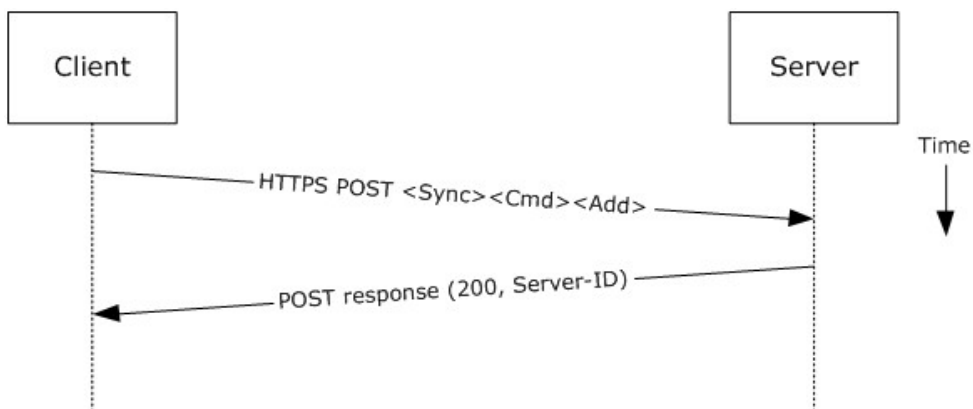 Client
Server
Time
HTTPS POST <Sync><Cmd><Add>
POST response (200, Server-ID)